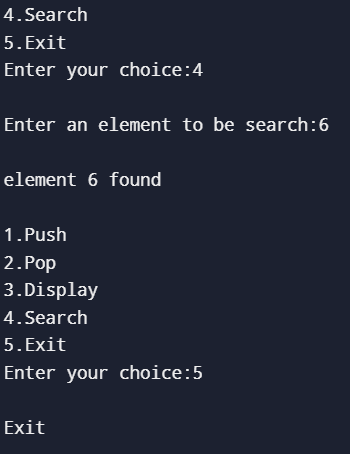 4.Search
5.Exit
Enter your choice:4
Enter an element to be search:6
element 6 found
1.Push
2.Pop
3.Display
4.Search
5.Exit
Enter your choice:5
Exit